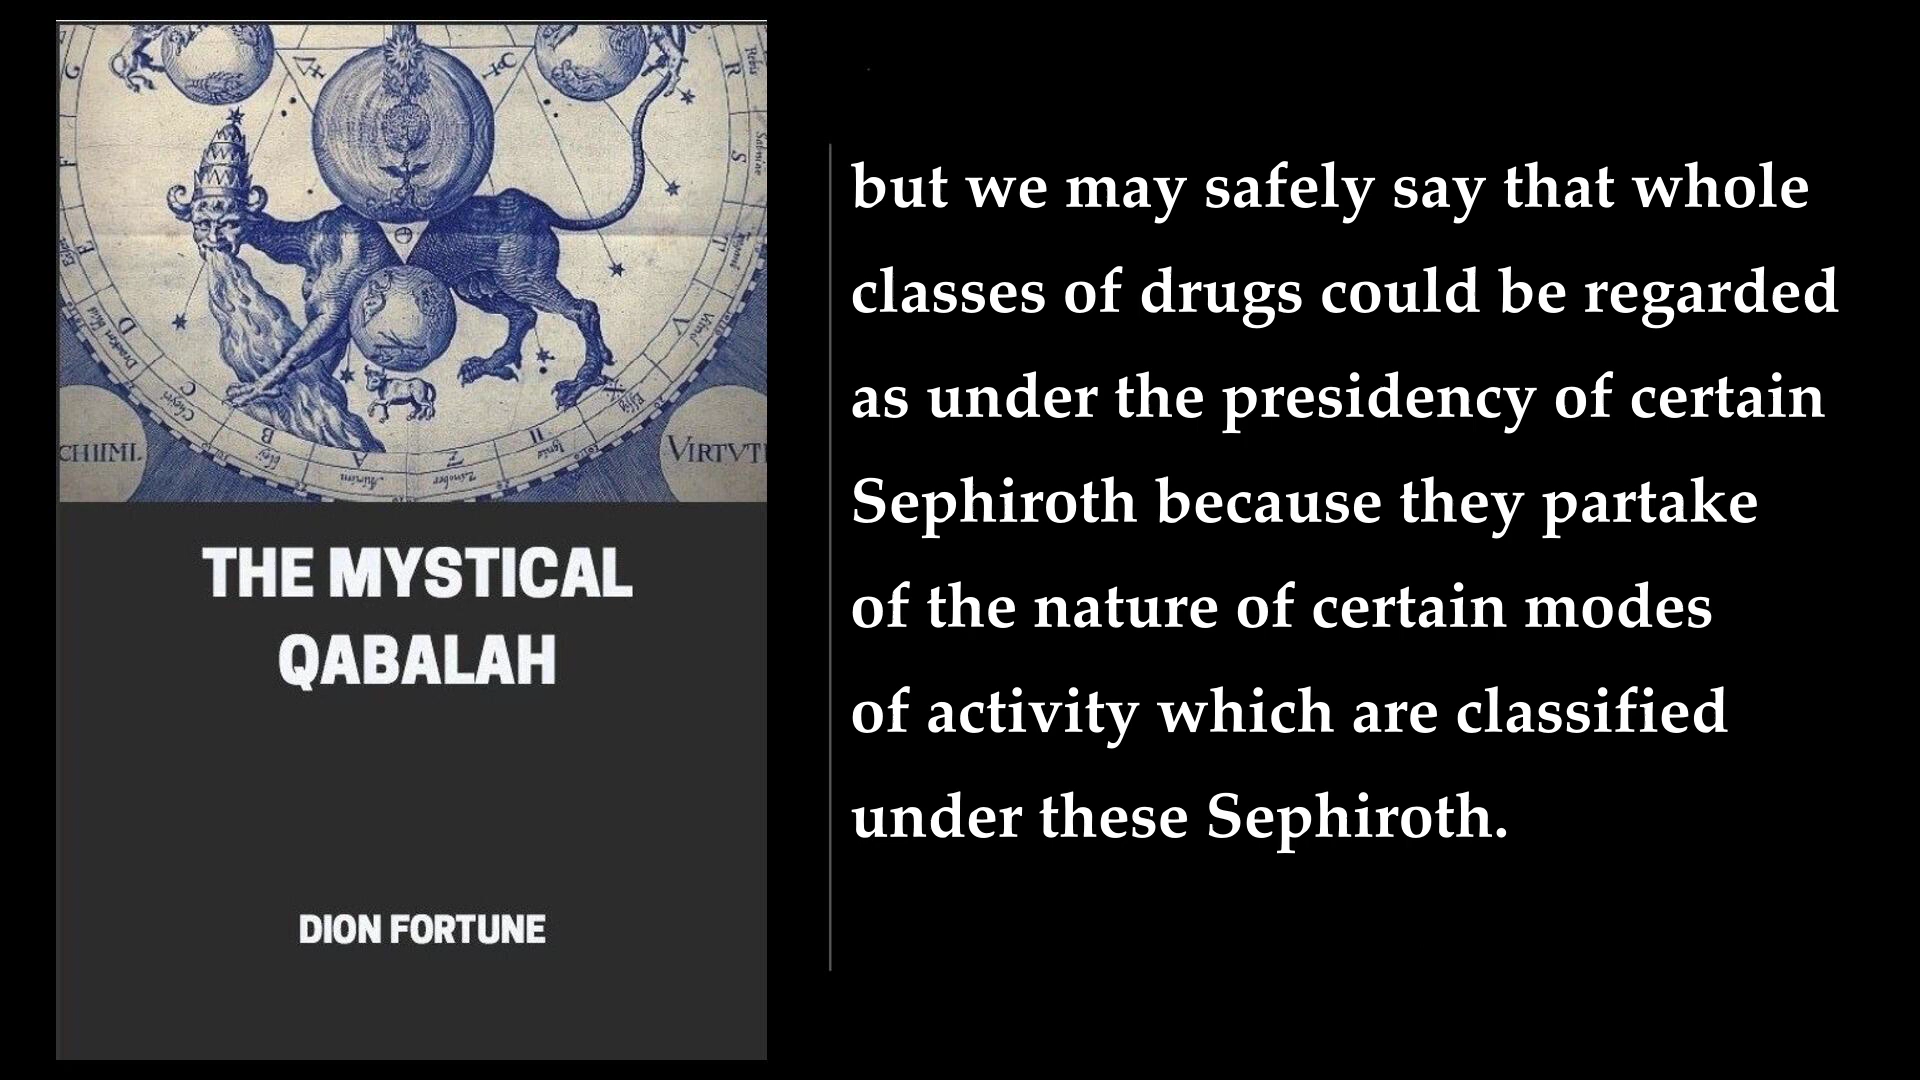 THE MYSTICAL
QABALAH
DION FORTUNE
CHIIMI.
VIRTVTI
G
F
E
D
C
B
A
Z
R
S
T
V
but we may safely say that whole
classes of drugs could be regarded
as under the presidency of certain
Sephiroth because they partake
of the nature of certain modes
of activity which are classified
under these Sephiroth.